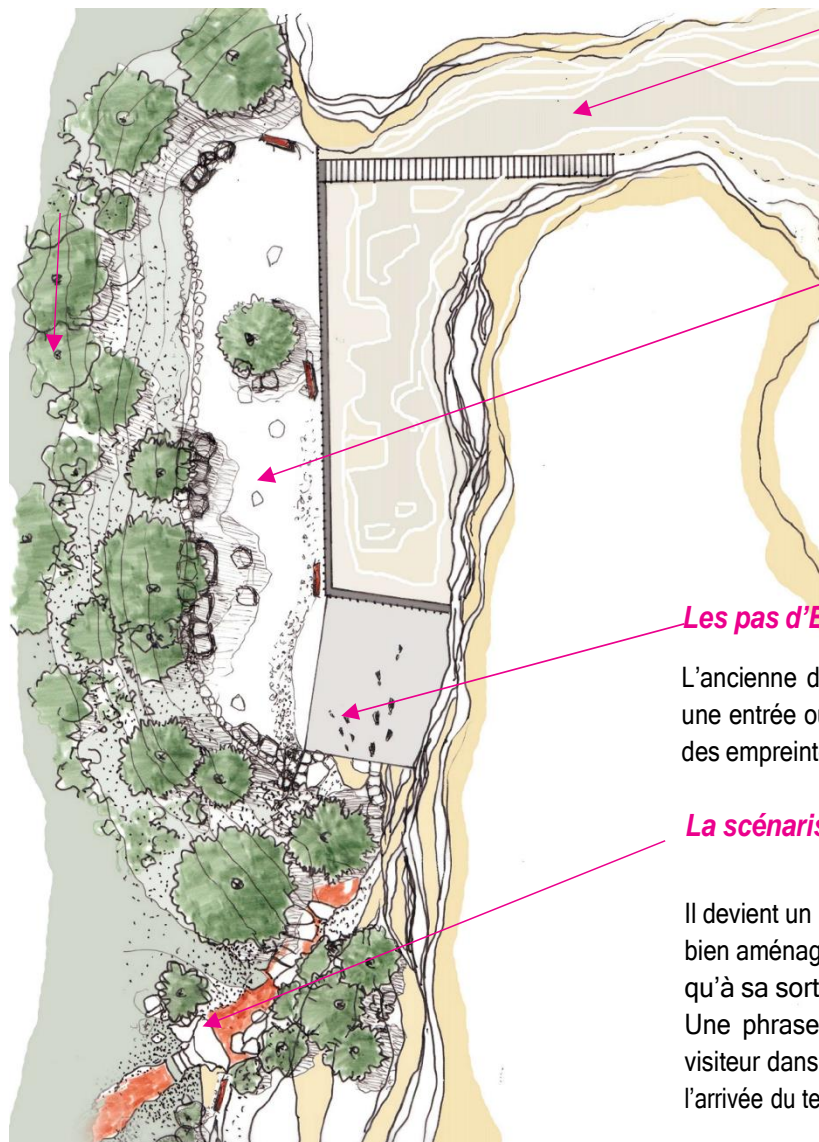 Les pas d'E
L'ancienne d
une entrée ou
des empreint
La scénaris
Il devient un
bien aménag
qu'à sa sort
Une phrase
visiteur dans
l'arrivée du te